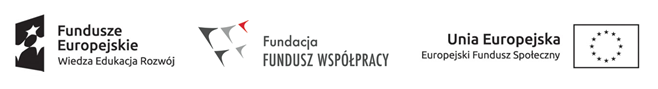 Fundusze
Europejskie
Wiedza Edukacja Rozwój
Fundacja
FUNDUSZ WSPÓŁPRACY
Unia Europejska
Europejski Fundusz Społeczny